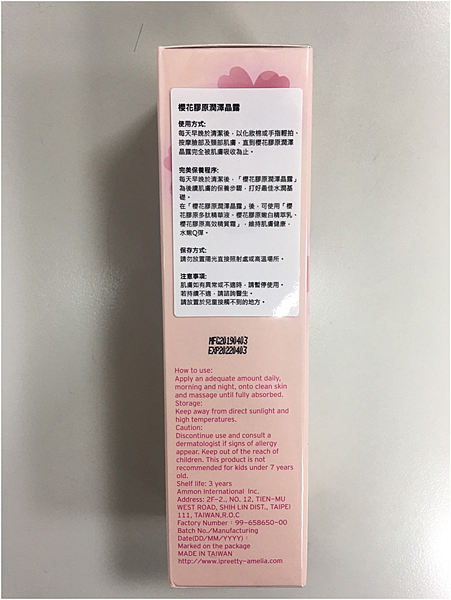 櫻花膠原潤澤晶露
使用方式:
每天早晚於清潔後，以化妝棉或手指輕拍、
按摩臉部及頸部肌膚，直到櫻花膠原潤澤
晶露完全被肌膚吸收為止。
完美保養程序:
每天早晚於清潔後，「櫻花膠原潤澤晶露」
為後續肌膚的保養步驟，打好最佳水潤基
礎。
在「櫻花膠原潤澤晶露」後，可使用「櫻
花膠原多肽精華液、櫻花膠原嫩白精萃乳、
櫻花膠原高效精質霜」，維持肌膚健康，
水嫩Q彈。
保存方式:
請勿放置陽光直接照射處或高溫場所。
注意事項:
肌膚如有異常或不適時，請暫停使用。
若持續不適，請諮詢醫生。
請放置於兒童接觸不到的地方。
MFG20190403
EXP20220403
How to use:
Apply an adequate amount daily,
morning and night, onto clean skin
and massage until fully absorbed.
Storage:
Keep away from direct sunlight and
high temperatures.
Caution:
Discontinue use and consult a
dermatologist if signs of allergy
appear. Keep out of the reach of
children. This product is not
recommended for kids under 7 years
old.
Shelf life: 3 years
Ammon International Inc.
Address: 2F-2., NO. 12, TIEN-MU
WEST ROAD, SHIH LIN DIST., TAIPEI
111, TAIWAN,R.O.C
Factory Number：99-658650-00
Batch No./Manufacturing
Date(DD/MM/YYYY)：
Marked on the package
MADE IN TAIWAN
http://www.ipreetty-amelia.com